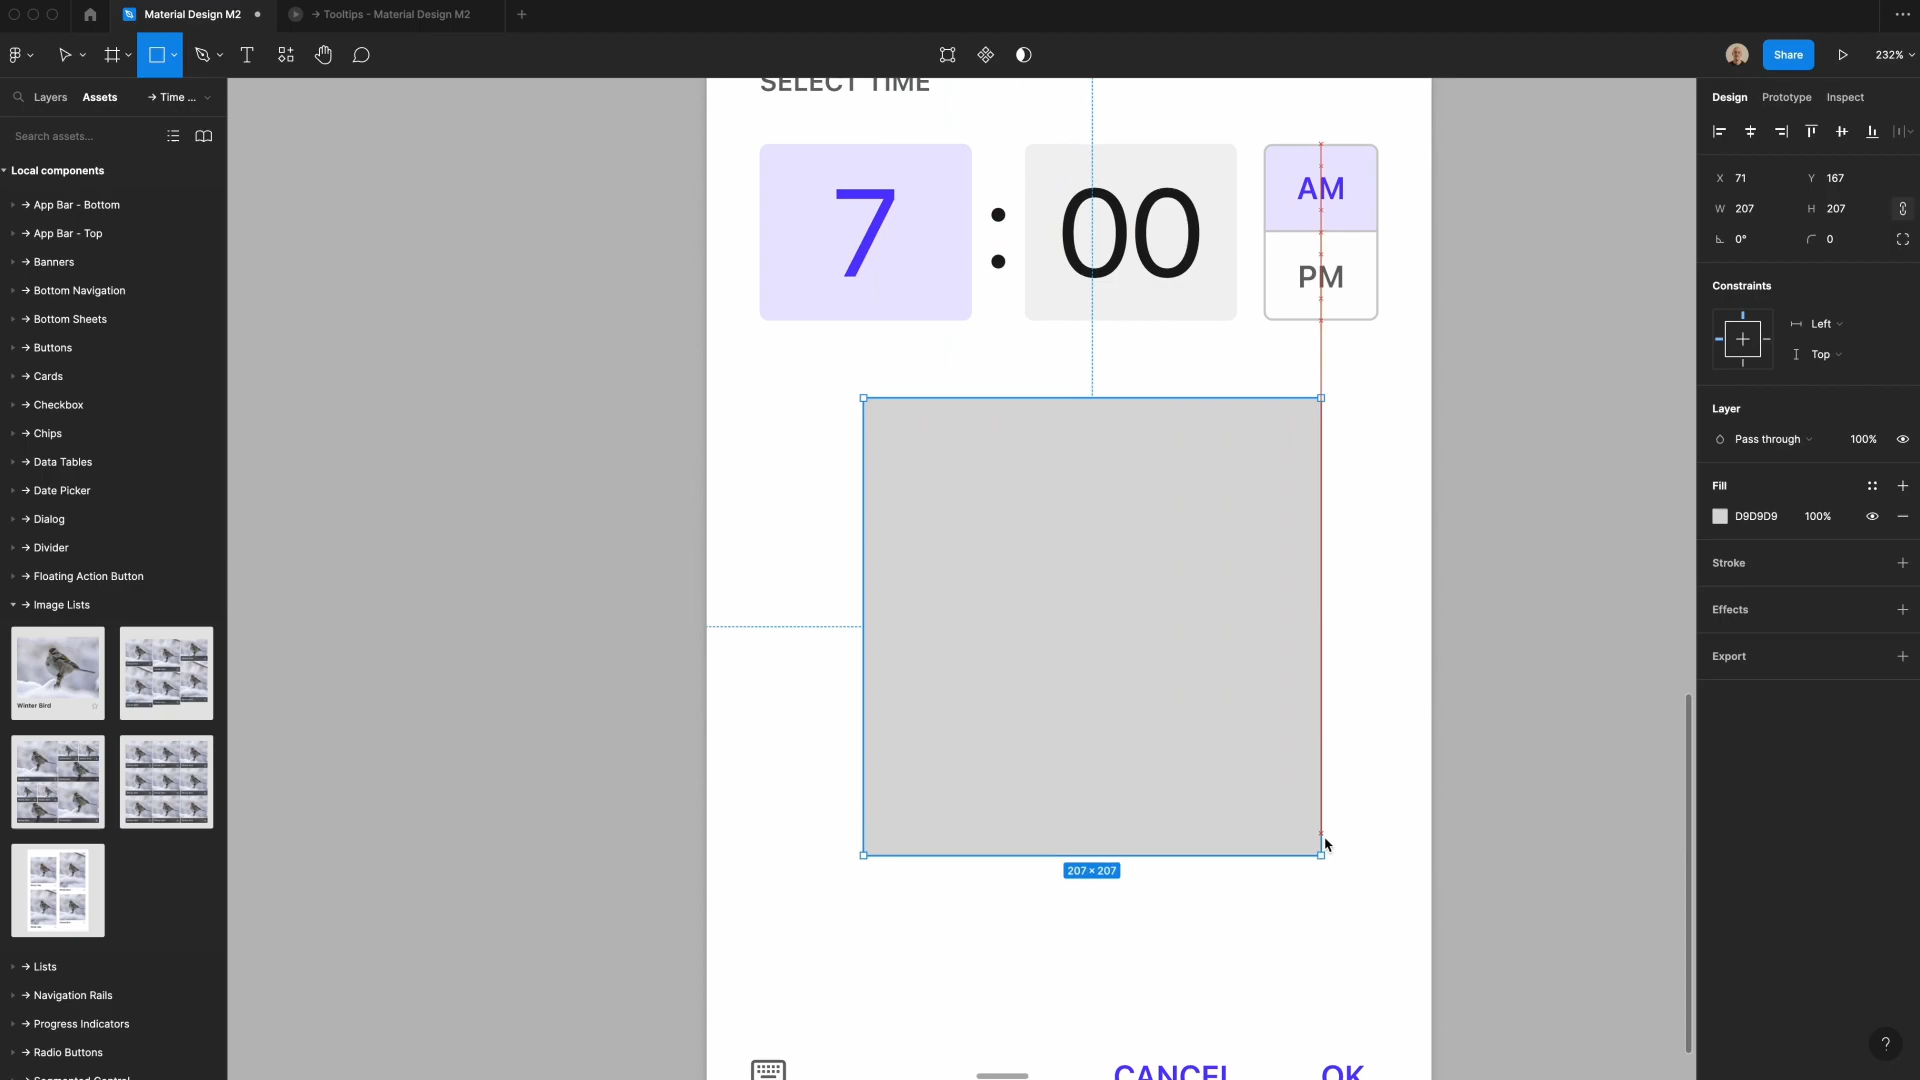 Material Design M2
→ Tooltips - Material Design M2
Share
232%
Layers
Assets
→ Time ...
Search assets...
Local components
→ App Bar - Bottom
→ App Bar - Top
→ Banners
→ Bottom Navigation
→ Bottom Sheets
→ Buttons
→ Cards
→ Checkbox
→ Chips
→ Data Tables
→ Date Picker
→ Dialog
→ Divider
→ Floating Action Button
→ Image Lists
Winter Bird
→ Lists
→ Navigation Rails
→ Progress Indicators
→ Radio Buttons
→ Segmented Control
SELECT TIME
7 : 00
AM
PM
207 × 207
CANCEL
OK
Design
Prototype
Inspect
X 71
Y 167
W 207
H 207
0°
0
Constraints
Left
Top
Layer
Pass through
100%
Fill
D9D9D9
100%
Stroke
Effects
Export
?